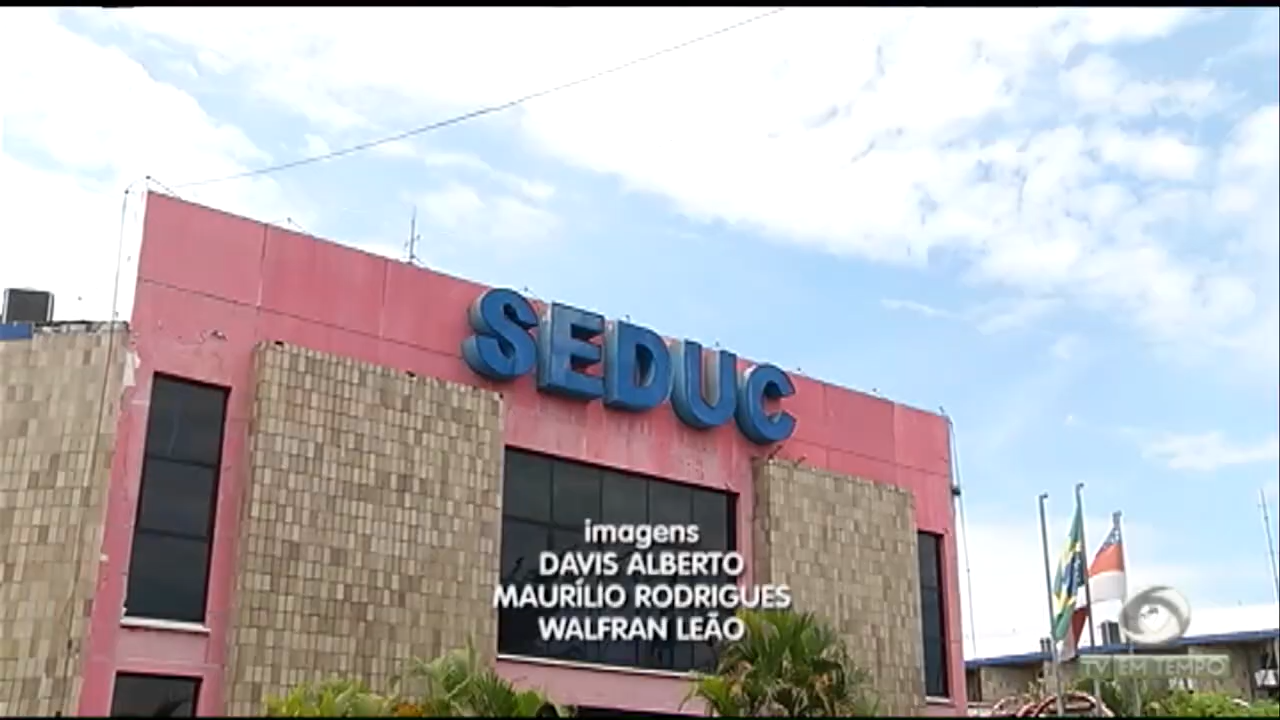 SEDUC
imagens
DAVIS ALBERTO
MAURÍLIO RODRIGUES
WALFRAN LEÃO
TV EM TEMPO